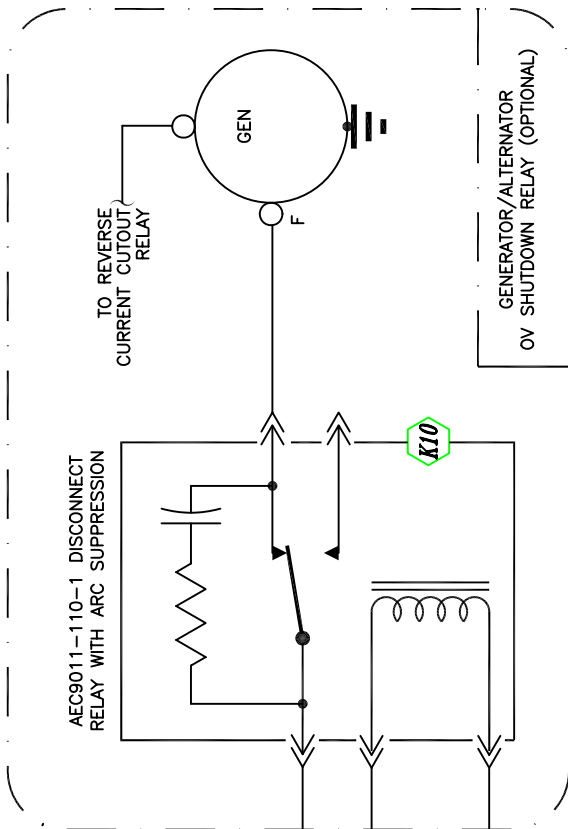 GEN
F
TO REVERSE
CURRENT CUTOUT
RELAY
GENERATOR/ALTERNATOR
OV SHUTDOWN RELAY (OPTIONAL)
AEC9011-110-1 DISCONNECT
RELAY WITH ARC SUPPRESSION
K10